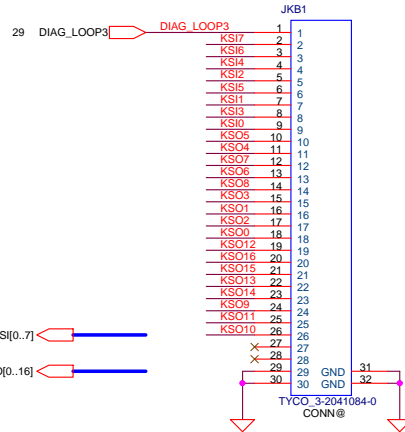 JKB1
29 DIAG_LOOP3 DIAG_LOOP3 1 1
KSI7 2 2
KSI6 3 3
KSI4 4 4
KSI2 5 5
KSI5 6 6
KSI1 7 7
KSI3 8 8
KSI0 9 9
KSO5 10 10
KSO4 11 11
KSO7 12 12
KSO6 13 13
KSO8 14 14
KSO3 15 15
KSO1 16 16
KSO2 17 17
KSO0 18 18
KSO12 19 19
KSO16 20 20
KSO15 21 21
KSO13 22 22
KSO14 23 23
KSO9 24 24
KSO11 25 25
KSO10 26 26
SI[0..7] 27 27
28 28
O[0..16] 29 29 GND 31
30 30 GND 32
TYCO_3-2041084-0
CONN@